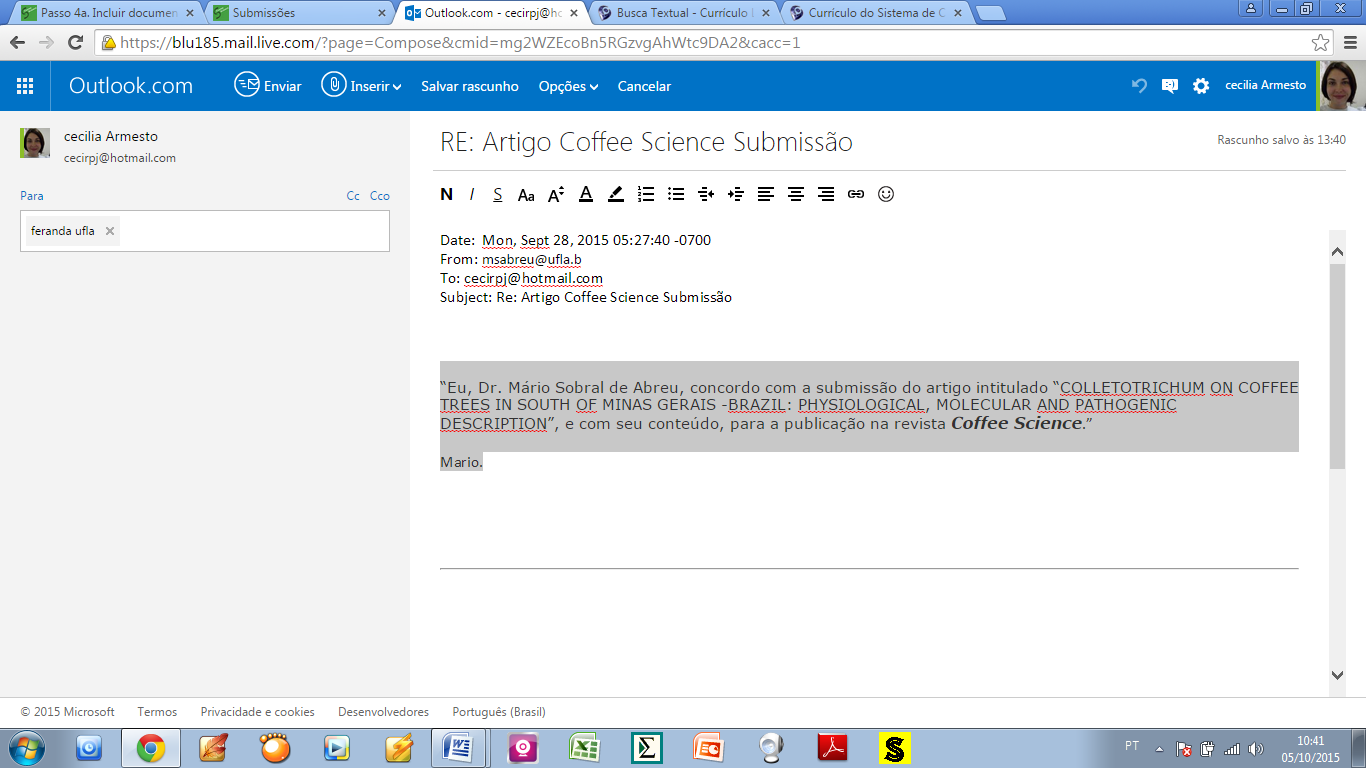 Passo 4a. Incluir documen
Submissões
Outlook.com - cecirpj@ho
Busca Textual - Currículo L
Currículo do Sistema de C
https://blu185.mail.live.com/?page=Compose&cmid=mg2WZEcoBn5RGzvgAhWtc9DA2&cacc=1
Outlook.com Enviar Inserir Salvar rascunho Opções Cancelar cecilia Armesto
cecilia Armesto
cecirpj@hotmail.com
Para Cc Cco
feranda ufla
RE: Artigo Coffee Science Submissão
Rascunho salvo às 13:40
N I S Aa A A
Date: Mon, Sept 28, 2015 05:27:40 -0700
From: msabreu@ufla.b
To: cecirpj@hotmail.com
Subject: Re: Artigo Coffee Science Submissão
“Eu, Dr. Mário Sobral de Abreu, concordo com a submissão do artigo intitulado “COLLETOTRICHUM ON COFFEE
TREES IN SOUTH OF MINAS GERAIS -BRAZIL: PHYSIOLOGICAL, MOLECULAR AND PATHOGENIC
DESCRIPTION”, e com seu conteúdo, para a publicação na revista Coffee Science.”
Mario.
© 2015 Microsoft Termos Privacidade e cookies Desenvolvedores Português (Brasil)
PT
10:41
05/10/2015